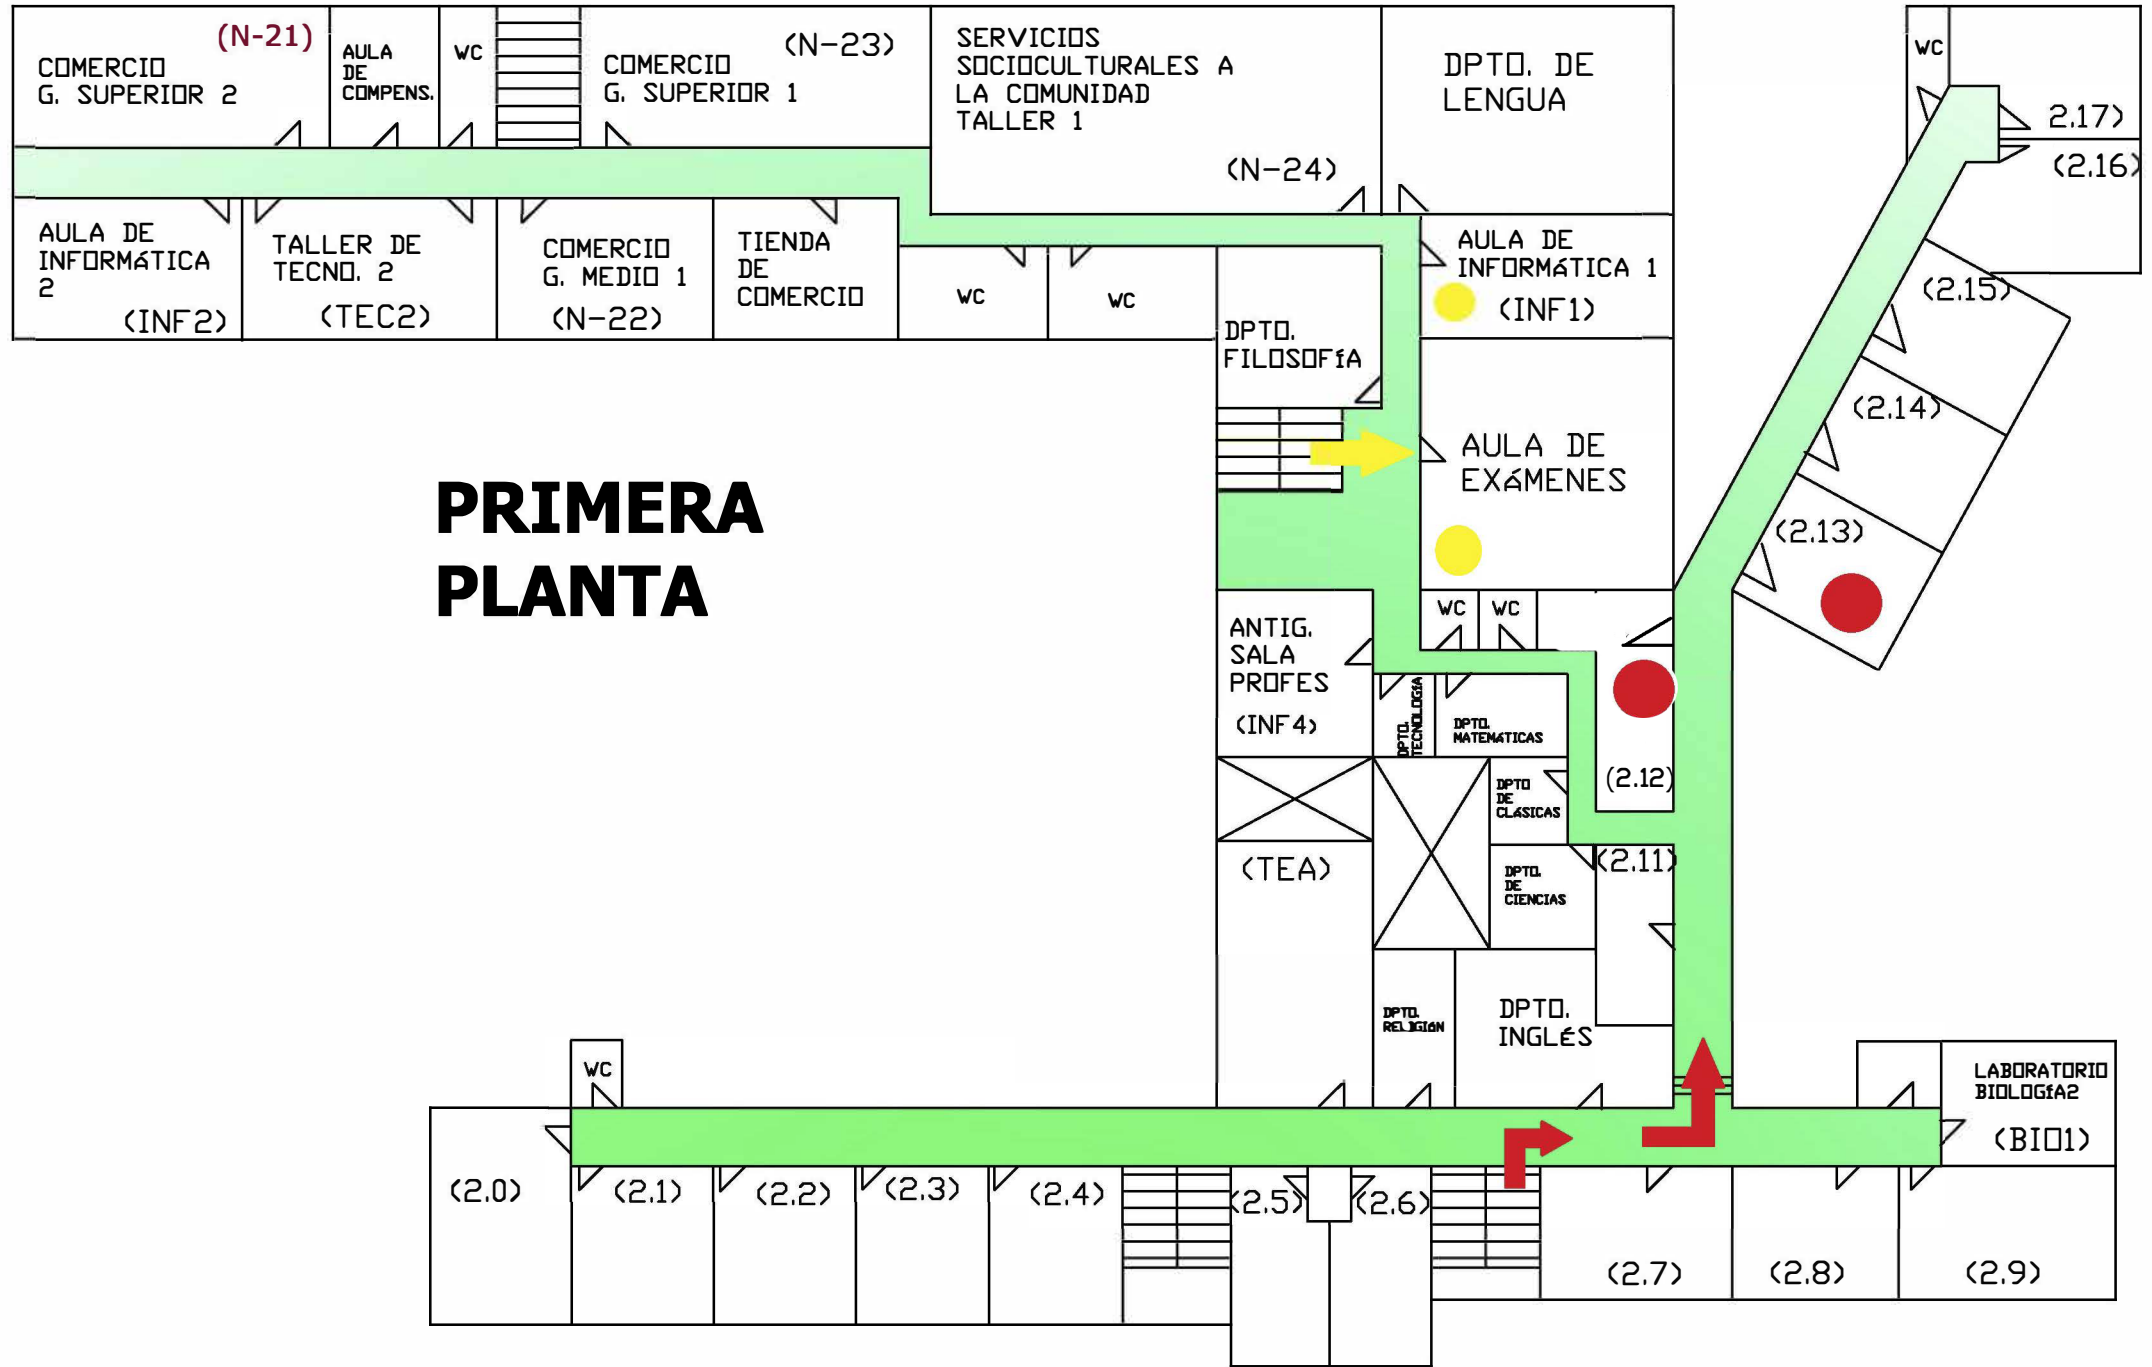 COMERCIO
G. SUPERIOR 2
(N-21)
AULA
DE
COMPENS.
WC
COMERCIO
G. SUPERIOR 1
(N-23)
SERVICIOS
SOCIOCULTURALES A
LA COMUNIDAD
TALLER 1
(N-24)
DPTO. DE
LENGUA
WC
2.17)
(2.16)
AULA DE
INFORMÁTICA
2
(INF2)
TALLER DE
TECNO. 2
(TEC2)
COMERCIO
G. MEDIO 1
(N-22)
TIENDA
DE
COMERCIO
WC
WC
DPTO.
FILOSOFÍA
AULA DE
INFORMÁTICA 1
(INF1)
(2.15)
(2.14)
(2.13)
AULA DE
EXÁMENES
PRIMERA
PLANTA
WC
WC
ANTIG.
SALA
PROFES
(INF4)
DPTO.
TECNOLOGÍA
DPTO.
MATEMÁTICAS
(2.12)
DPTO
DE
CLÁSICAS
(TEA)
DPTO.
DE
CIENCIAS
(2.11)
DPTO.
RELIGIÓN
DPTO.
INGLÉS
WC
LABORATORIO
BIOLOGÍA2
(BIO1)
(2.0)
(2.1)
(2.2)
(2.3)
(2.4)
(2.5)
(2.6)
(2.7)
(2.8)
(2.9)